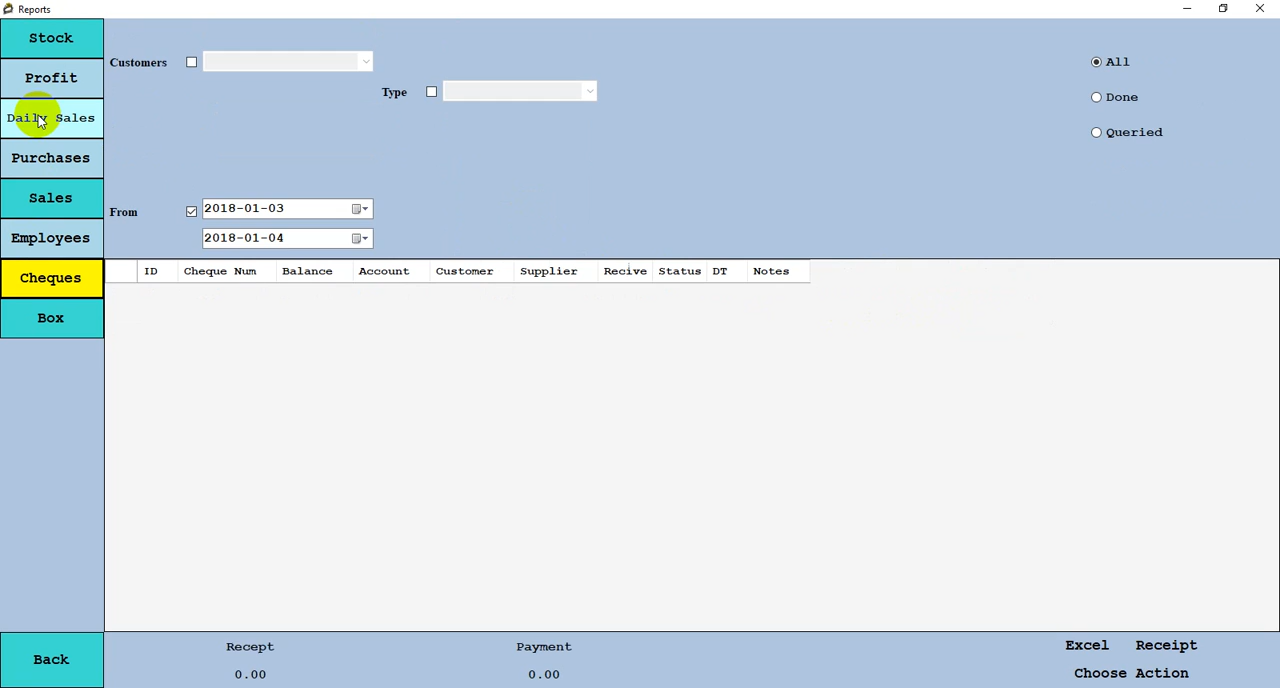 Reports
Stock
Profit
Daily Sales
Purchases
Sales
Employees
Cheques
Box
Back
Customers
Type
All
Done
Queried
From 2018-01-03
2018-01-04
ID Cheque Num Balance Account Customer Supplier Recive Status DT Notes
Recept Payment Excel Receipt
0.00 0.00 Choose Action